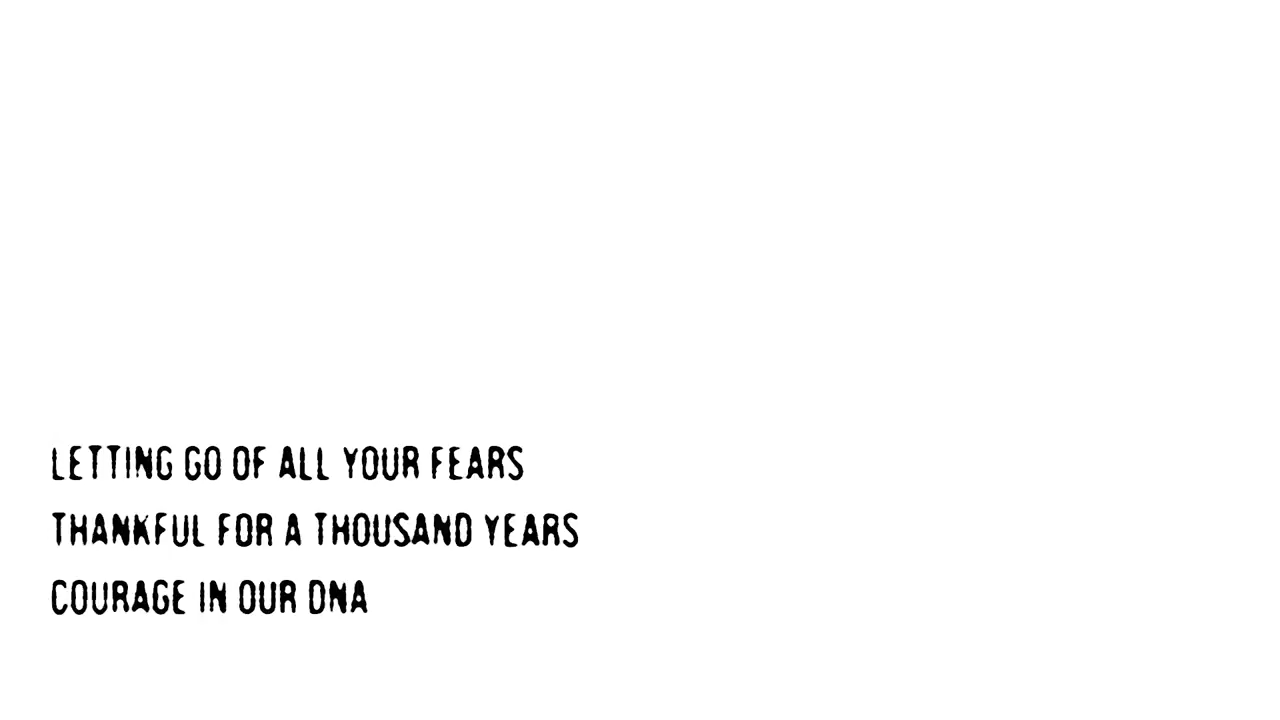 LETTING GO OF ALL YOUR FEARS
THANKFUL FOR A THOUSAND YEARS
COURAGE IN OUR DNA